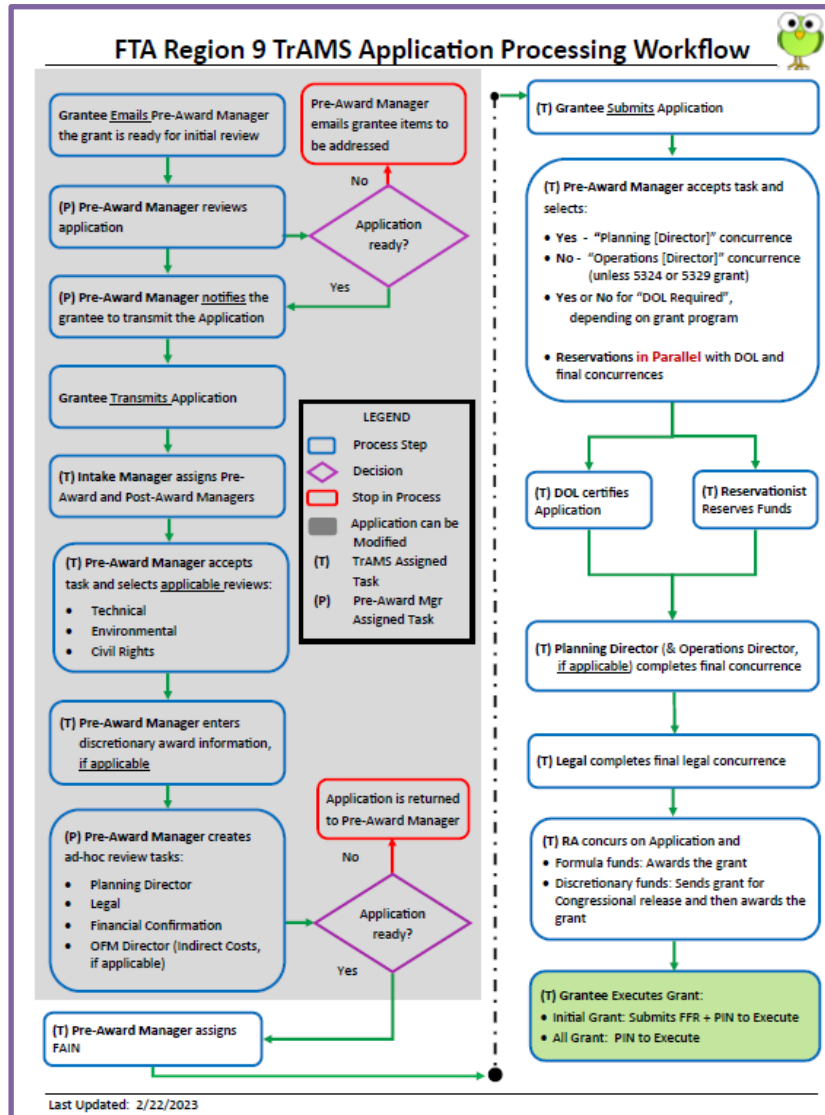 FTA Region 9 TrAMS Application Processing Workflow
Grantee Emails Pre-Award Manager
the grant is ready for initial review
Pre-Award Manager
emails grantee items to
be addressed
No
(P) Pre-Award Manager reviews
application
Application
ready?
Yes
(P) Pre-Award Manager notifies the
grantee to transmit the Application
Grantee Transmits Application
(T) Intake Manager assigns Pre-
Award and Post-Award Managers
(T) Pre-Award Manager accepts
task and selects applicable reviews:
• Technical
• Environmental
• Civil Rights
(T) Pre-Award Manager enters
discretionary award information,
if applicable
(P) Pre-Award Manager creates
ad-hoc review tasks:
• Planning Director
• Legal
• Financial Confirmation
• OFM Director (Indirect Costs,
if applicable)
Application is returned
to Pre-Award Manager
No
Application
ready?
Yes
(T) Pre-Award Manager assigns
FAIN
LEGEND
Process Step
Decision
Stop in Process
Application can be
Modified
(T) TrAMS Assigned
Task
(P) Pre-Award Mgr
Assigned Task
(T) Grantee Submits Application
(T) Pre-Award Manager accepts task and
selects:
• Yes - “Planning [Director]” concurrence
• No - “Operations [Director]” concurrence
(unless 5324 or 5329 grant)
• Yes or No for “DOL Required”,
depending on grant program
• Reservations in Parallel with DOL and
final concurrences
(T) DOL certifies
Application
(T) Reservationist
Reserves Funds
(T) Planning Director (& Operations Director,
if applicable) completes final concurrence
(T) Legal completes final legal concurrence
(T) RA concurs on Application and
• Formula funds: Awards the grant
• Discretionary funds: Sends grant for
Congressional release and then awards the
grant
(T) Grantee Executes Grant:
• Initial Grant: Submits FFR + PIN to Execute
• All Grant: PIN to Execute
Last Updated: 2/22/2023